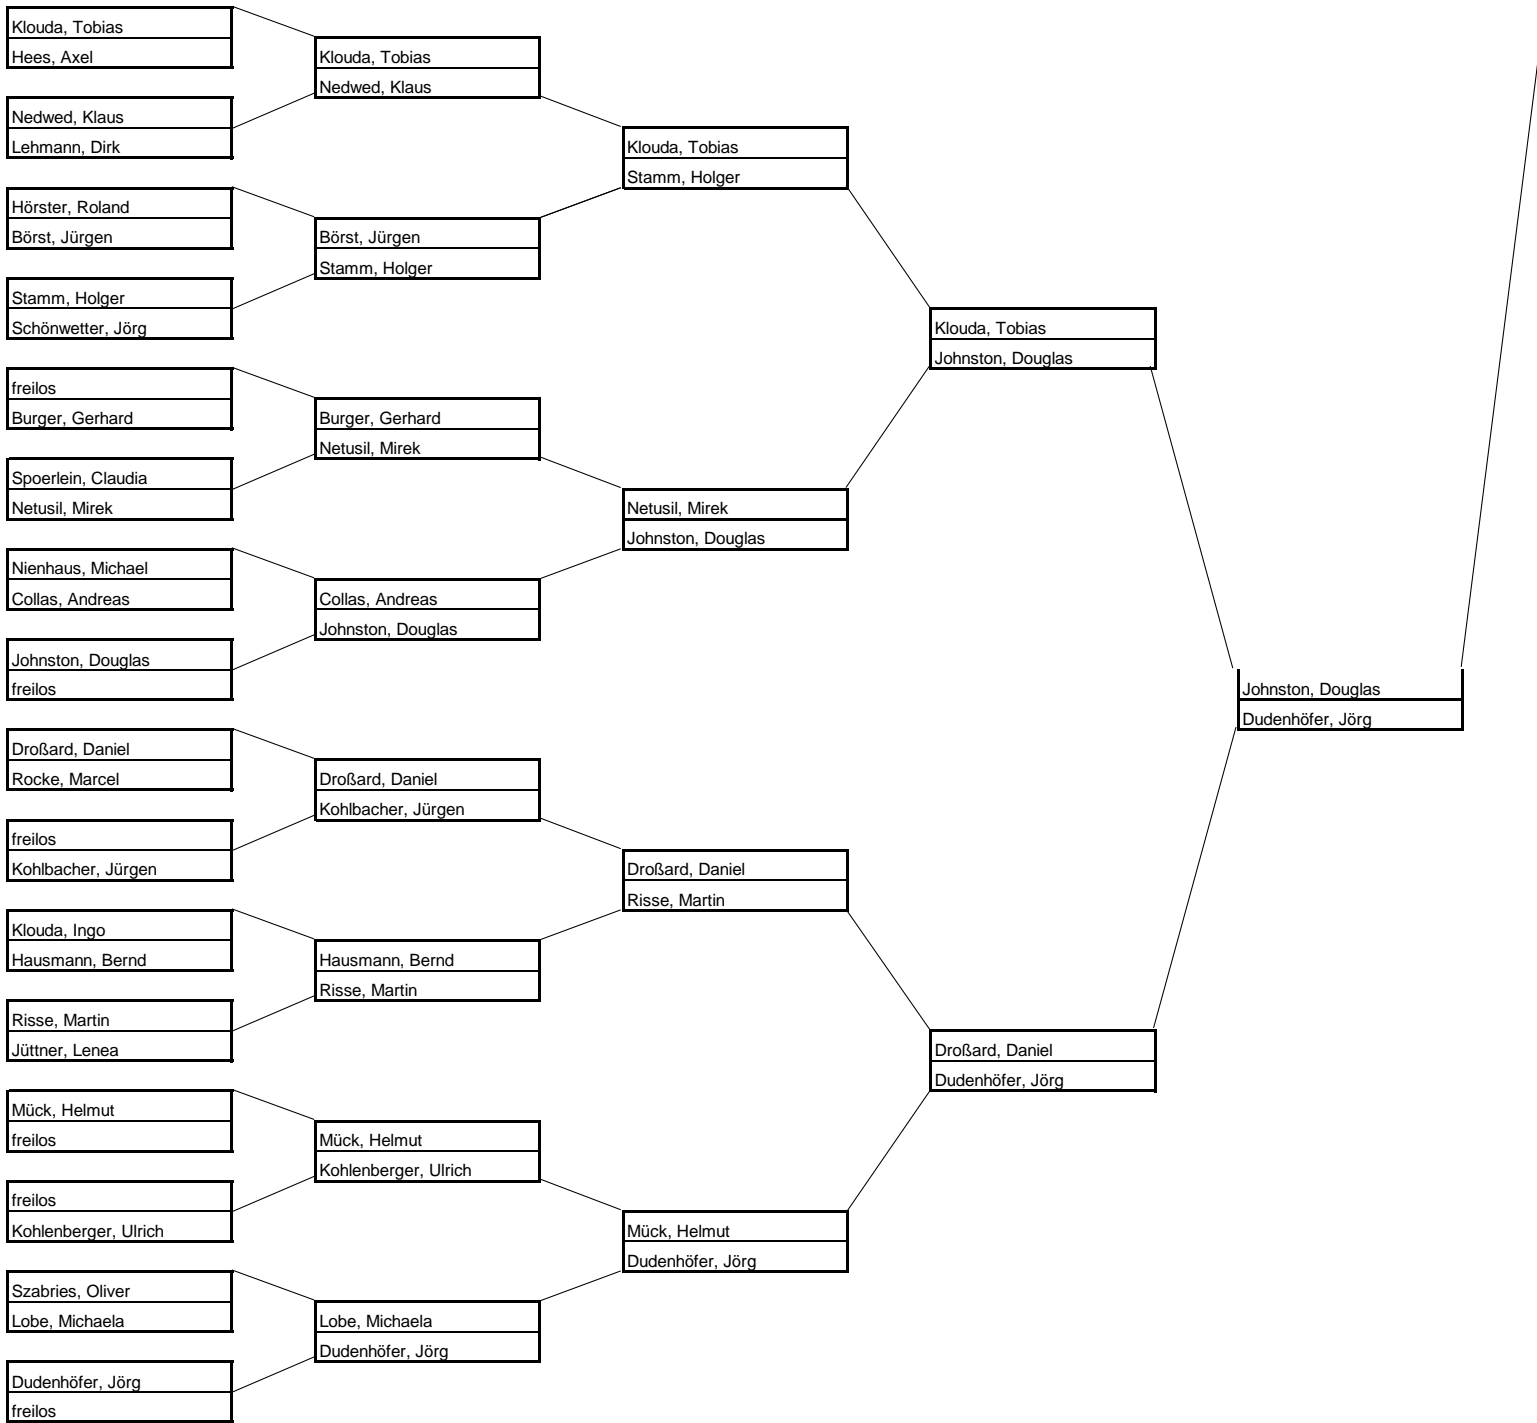 Klouda, Tobias
Hees, Axel
Nedwed, Klaus
Lehmann, Dirk
Hörster, Roland
Börst, Jürgen
Stamm, Holger
Schönwetter, Jörg
freilos
Burger, Gerhard
Spoerlein, Claudia
Netusil, Mirek
Nienhaus, Michael
Collas, Andreas
Johnston, Douglas
freilos
Droßard, Daniel
Rocke, Marcel
freilos
Kohlbacher, Jürgen
Klouda, Ingo
Hausmann, Bernd
Risse, Martin
Jüttner, Lenea
Mück, Helmut
freilos
freilos
Kohlenberger, Ulrich
Szabries, Oliver
Lobe, Michaela
Dudenhöfer, Jörg
freilos
Klouda, Tobias
Nedwed, Klaus
Börst, Jürgen
Stamm, Holger
Burger, Gerhard
Netusil, Mirek
Collas, Andreas
Johnston, Douglas
Droßard, Daniel
Kohlbacher, Jürgen
Hausmann, Bernd
Risse, Martin
Mück, Helmut
Kohlenberger, Ulrich
Lobe, Michaela
Dudenhöfer, Jörg
Klouda, Tobias
Stamm, Holger
Netusil, Mirek
Johnston, Douglas
Droßard, Daniel
Risse, Martin
Mück, Helmut
Dudenhöfer, Jörg
Klouda, Tobias
Johnston, Douglas
Droßard, Daniel
Dudenhöfer, Jörg
Johnston, Douglas
Dudenhöfer, Jörg